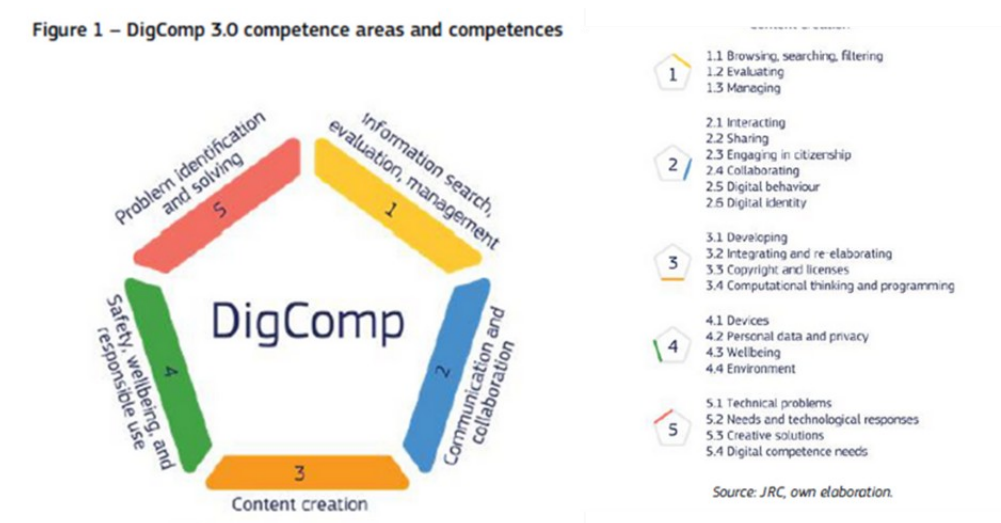 Figure 1 – DigComp 3.0 competence areas and competences
Problem identification
and solving
5
Information search,
evaluation, management
1
DigComp
Safety, wellbeing, and
responsible use
4
Communication and
collaboration
2
3
Content creation
1
1.1 Browsing, searching, filtering
1.2 Evaluating
1.3 Managing
2
2.1 Interacting
2.2 Sharing
2.3 Engaging in citizenship
2.4 Collaborating
2.5 Digital behaviour
2.6 Digital identity
3
3.1 Developing
3.2 Integrating and re-elaborating
3.3 Copyright and licenses
3.4 Computational thinking and programming
4
4.1 Devices
4.2 Personal data and privacy
4.3 Wellbeing
4.4 Environment
5
5.1 Technical problems
5.2 Needs and technological responses
5.3 Creative solutions
5.4 Digital competence needs
Source: JRC, own elaboration.